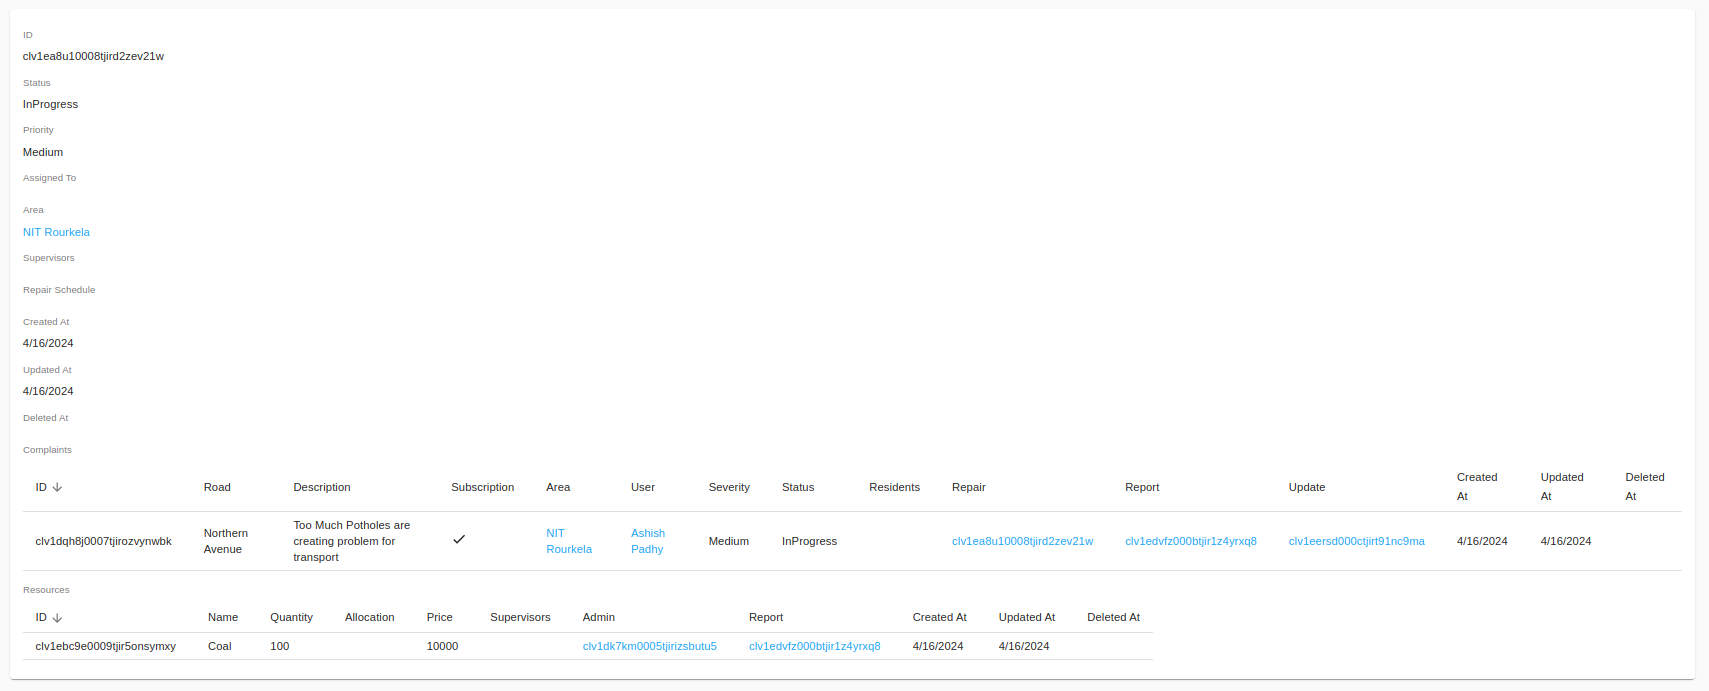 ID
clv1ea8u10008tjird2zev21w
Status
InProgress
Priority
Medium
Assigned To
Area
NIT Rourkela
Supervisors
Repair Schedule
Created At
4/16/2024
Updated At
4/16/2024
Deleted At
Complaints
ID Road Description Subscription Area User Severity Status Residents Repair Report Update Created At Updated At Deleted At
clv1dqh8j0007tjirozvynwbk Northern Avenue Too Much Potholes are creating problem for transport NIT Rourkela Ashish Padhy Medium InProgress clv1ea8u10008tjird2zev21w clv1edvfz000btjir1z4yrxq8 clv1eersd000ctjirt91nc9ma 4/16/2024 4/16/2024
Resources
ID Name Quantity Allocation Price Supervisors Admin Report Created At Updated At Deleted At
clv1ebc9e0009tjir5onsymxy Coal 100 10000 clv1dk7km0005tjirizsbutu5 clv1edvfz000btjir1z4yrxq8 4/16/2024 4/16/2024